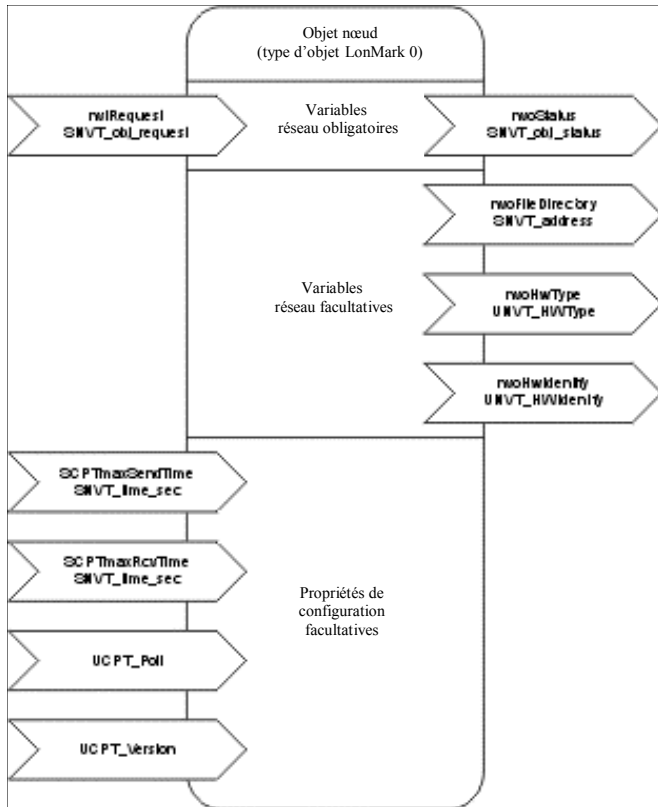 Objet nœud
(type d'objet LonMark 0)
nviRequest
SNVT_obj_request
Variables
réseau obligatoires
nvoStatus
SNVT_obj_status
nvoFileDirectory
SNVT_address
Variables
réseau facultatives
nvoHwType
UNVT_HWType
nvoHwIdentify
UNVT_HWIdentify
SCPTmaxSendTime
SNVT_time_sec
SCPTmaxRcvTime
SNVT_time_sec
Propriétés de
configuration
facultatives
UCPT_Poll
UCPT_Version